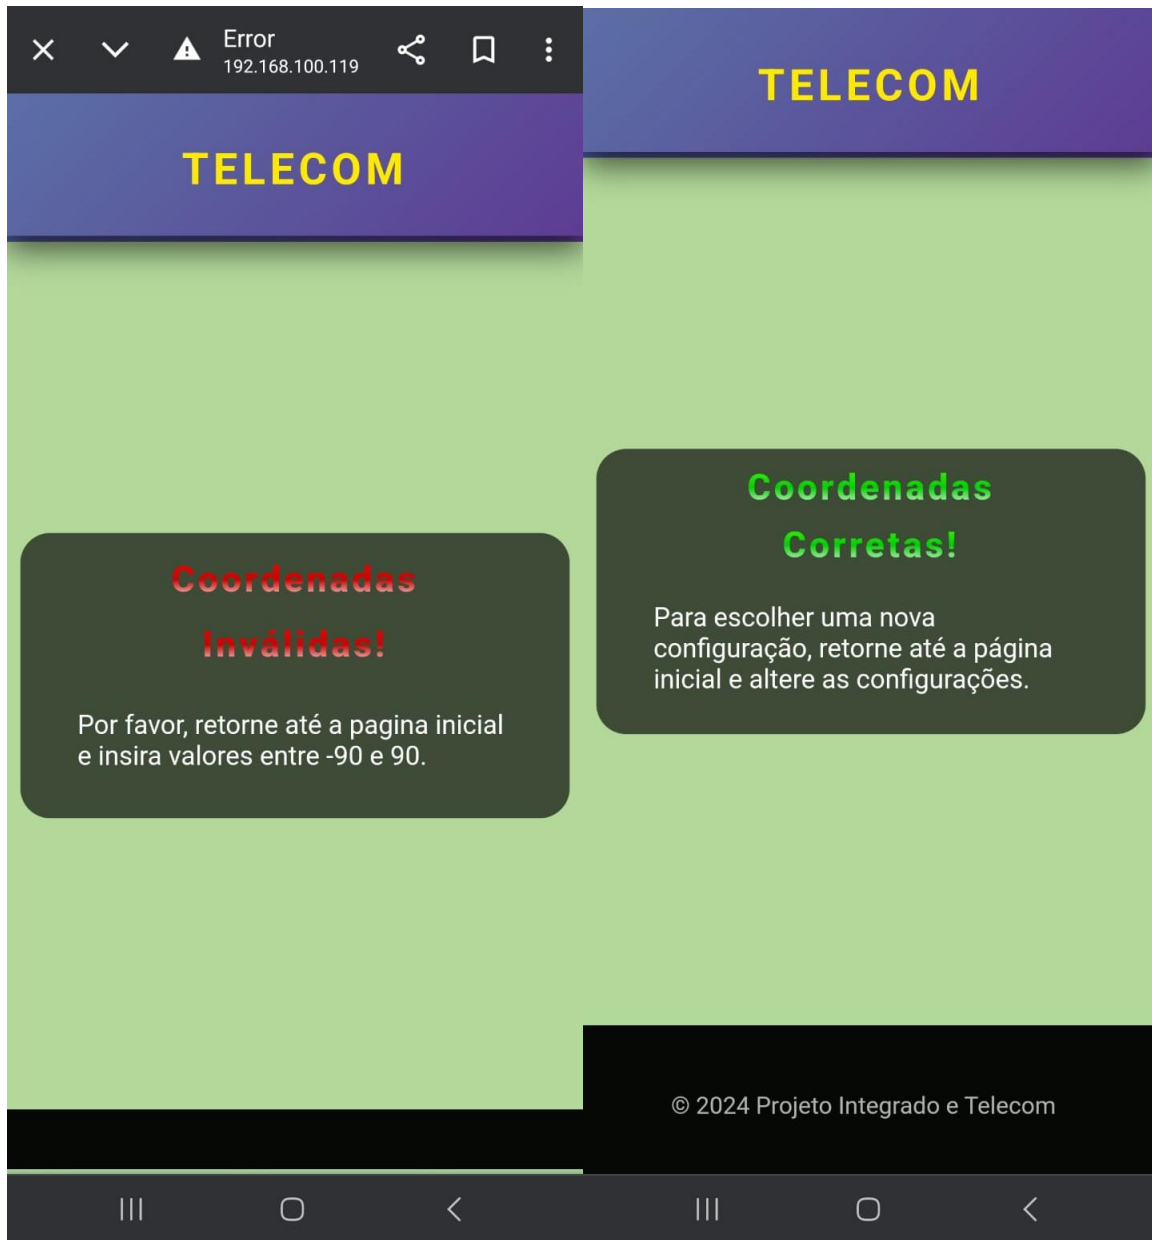 Error
192.168.100.119
TELECOM
Coordenadas
Inválidas!
Por favor, retorne até a pagina inicial
e insira valores entre -90 e 90.
TELECOM
Coordenadas
Corretas!
Para escolher uma nova
configuração, retorne até a página
inicial e altere as configurações.
© 2024 Projeto Integrado e Telecom